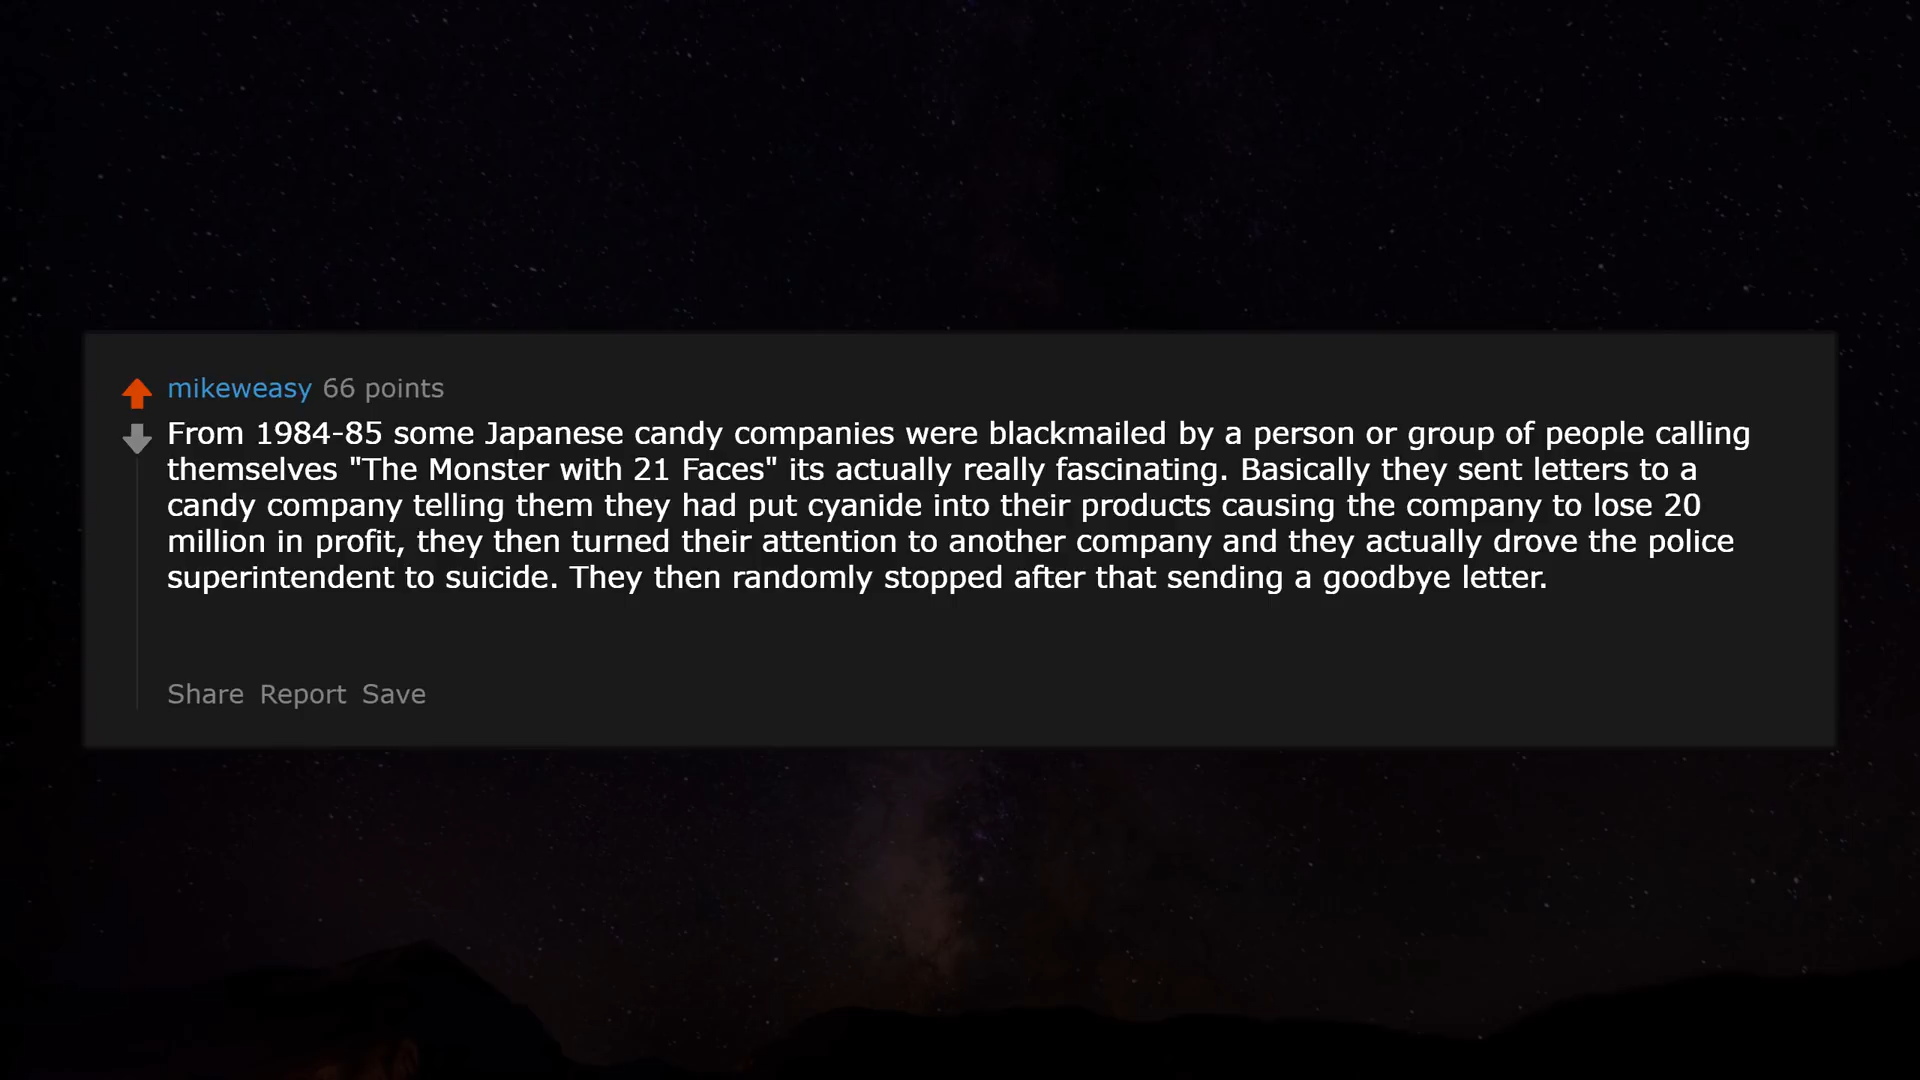 mikeweasy 66 points
From 1984-85 some Japanese candy companies were blackmailed by a person or group of people calling
themselves "The Monster with 21 Faces" its actually really fascinating. Basically they sent letters to a
candy company telling them they had put cyanide into their products causing the company to lose 20
million in profit, they then turned their attention to another company and they actually drove the police
superintendent to suicide. They then randomly stopped after that sending a goodbye letter.
Share Report Save